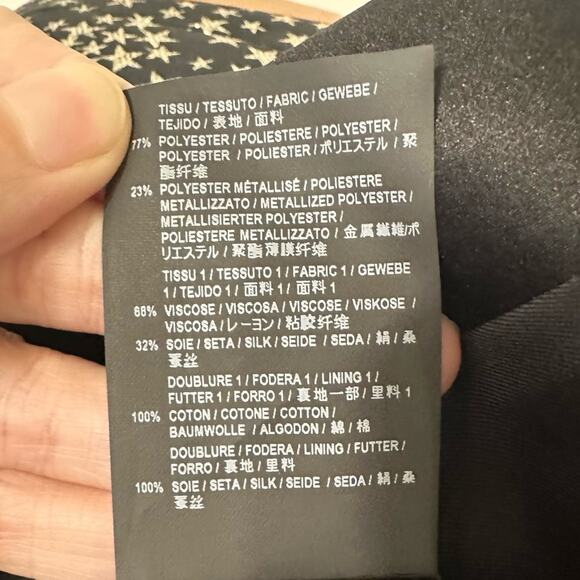 TISSU / TESSUTO / FABRIC / GEWEBE /
TEJIDO / 表地 / 面料
77% POLYESTER / POLIESTERE / POLYESTER /
POLYESTER / POLIESTER / ポリエステル / 聚
酯纤维
23% POLYESTER MÉTALLISÉ / POLIESTERE
METALLIZZATO / METALLIZED POLYESTER /
METALLISIERTER POLYESTER /
POLIESTERE METALLIZZATO / 金属繊維/ポ
リエステル / 聚酯薄膜纤维
TISSU 1 / TESSUTO 1 / FABRIC 1 / GEWEBE
1 / TEJIDO 1 / 面料1 / 面料 1
68% VISCOSE / VISCOSA / VISCOSE / VISKOSE /
VISCOSA / レーヨン / 粘胶纤维
32% SOIE / SETA / SILK / SEIDE / SEDA / 絹 / 桑
蚕丝
DOUBLURE 1 / FODERA 1 / LINING 1 /
FUTTER 1 / FORRO 1 / 裏地一部 / 里料 1
100% COTON / COTONE / COTTON /
BAUMWOLLE / ALGODON / 綿 / 棉
DOUBLURE / FODERA / LINING / FUTTER /
FORRO / 裏地 / 里料
100% SOIE / SETA / SILK / SEIDE / SEDA / 絹 / 桑
蚕丝